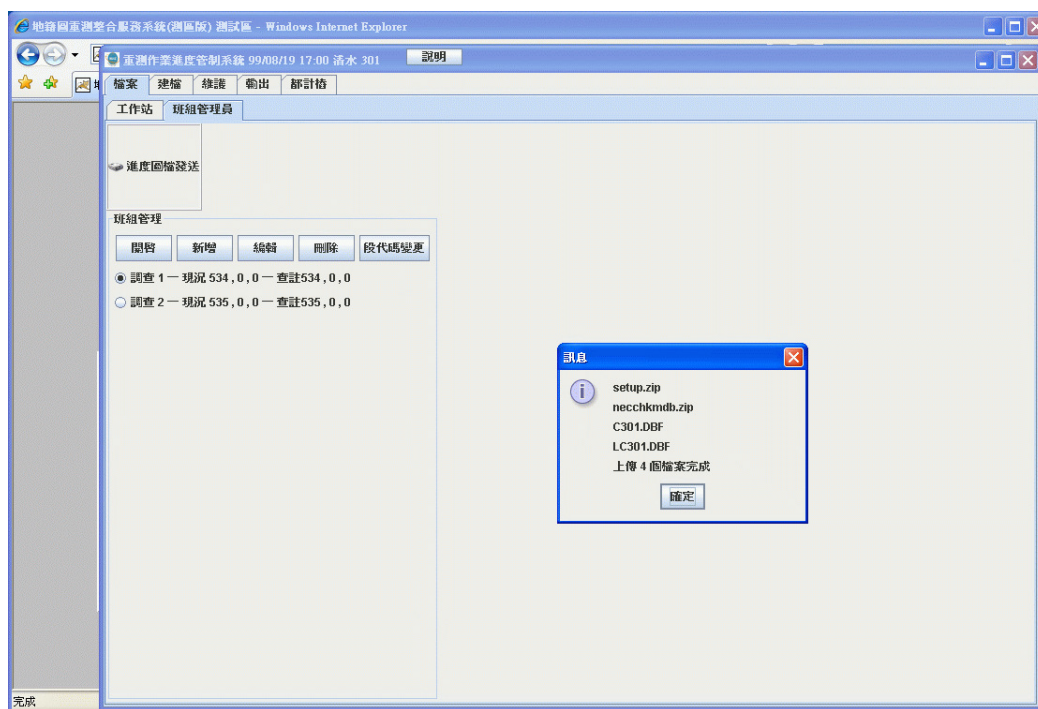 地籍圖重測整合服務系統(測區版) 測試區 - Windows Internet Explorer
重測作業進度管制系統 99/08/19 17:00 清水 301
說明
檔案 建檔 維護 輸出 都計樁
工作站 班組管理員
進度圖檔發送
班組管理
開啟 新增 編輯 刪除 段代碼變更
調查 1 — 現況 534 , 0 , 0 — 查註534 , 0 , 0
調查 2 — 現況 535 , 0 , 0 — 查註535 , 0 , 0
訊息
setup.zip
necchkmdb.zip
C301.DBF
LC301.DBF
上傳 4 個檔案完成
確定
完成